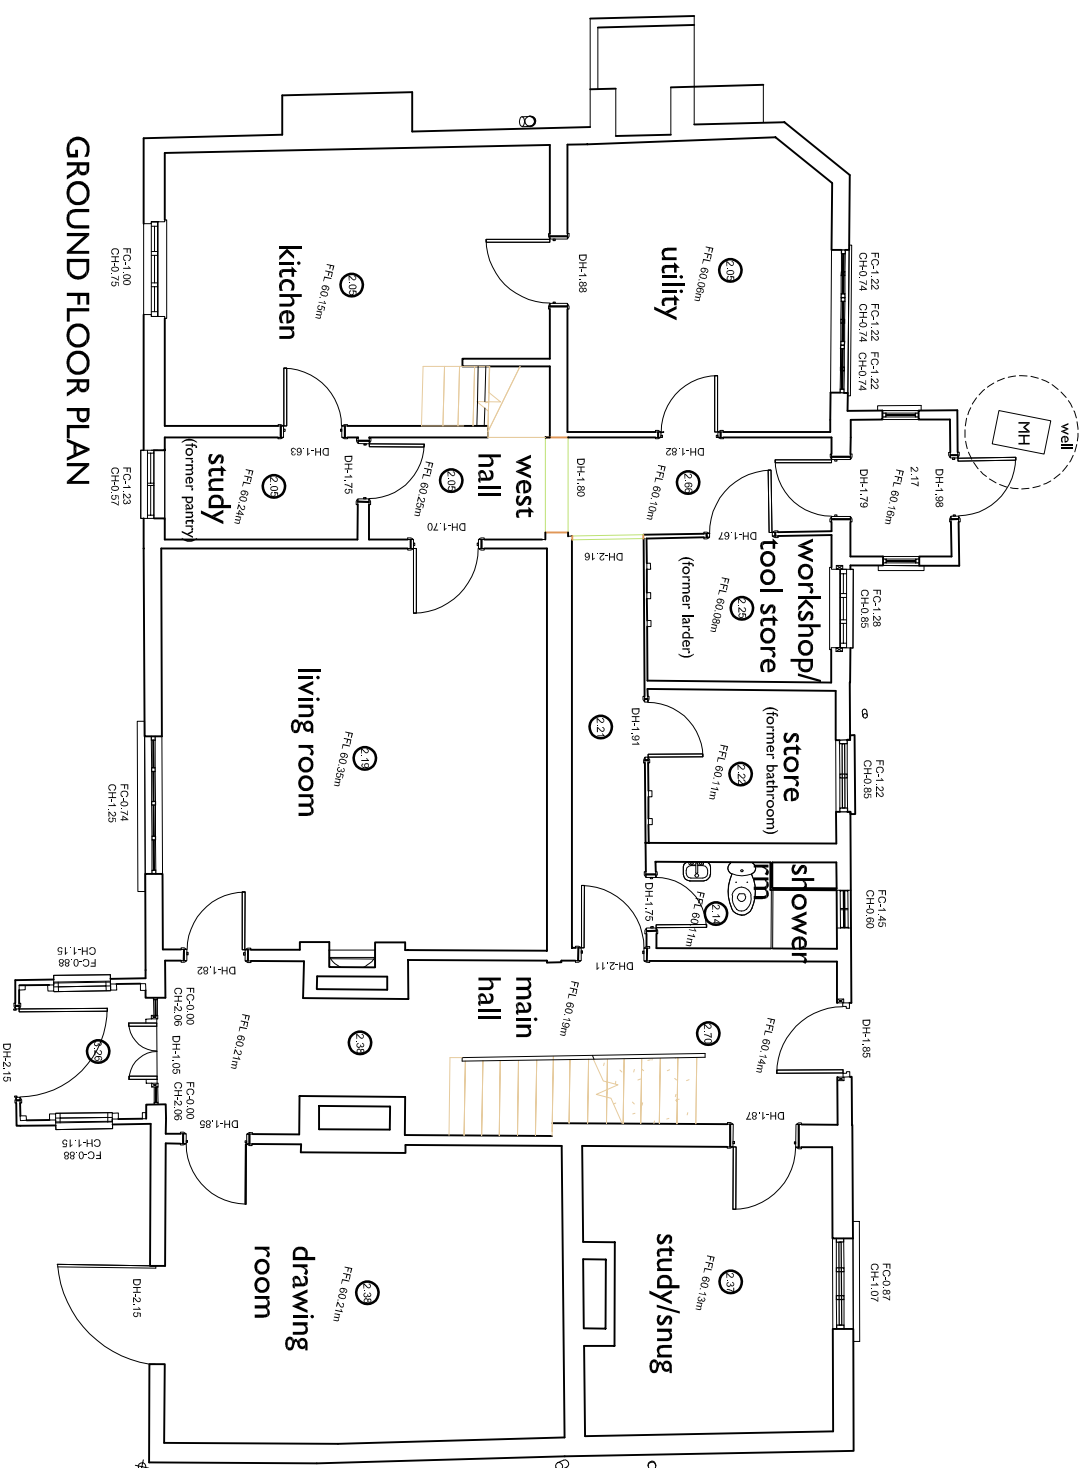 GROUND FLOOR PLAN
well
MH
DH-1.98
2.17
FFL 60.16m
DH-1.79
FC-1.22
CH-0.74
FC-1.22
CH-0.74
FC-1.22
CH-0.74
2.05
FFL 60.06m
utility
DH-1.88
2.05
FFL 60.15m
kitchen
FC-1.00
CH-0.75
DH-1.82
2.66
FFL 60.10m
DH-1.80
west
hall
2.05
FFL 60.25m
DH-1.70
DH-1.75
DH-1.63
2.05
FFL 60.24m
study
(former pantry)
FC-1.23
CH-0.57
FC-1.28
CH-0.85
workshop/
tool store
DH-1.67
2.25
FFL 60.08m
(former larder)
DH-2.16
FC-1.22
CH-0.85
store
(former bathroom)
2.22
FFL 60.11m
DH-1.91
2.21
2.19
FFL 60.35m
living room
FC-0.74
CH-1.25
FC-1.45
CH-0.60
shower
rm
2.14
FFL 60.11m
DH-1.75
DH-2.11
DH-1.85
FFL 60.14m
2.70
FFL 60.19m
main
hall
2.38
FFL 60.21m
DH-1.82
DH-1.85
DH-1.87
FC-0.00
CH-2.06
DH-1.05
FC-0.00
CH-2.06
FC-0.88
CH-1.15
FC-0.88
CH-1.15
DH-2.15
FC-0.87
CH-1.07
2.37
FFL 60.13m
study/snug
2.38
FFL 60.21m
drawing
room
DH-2.15